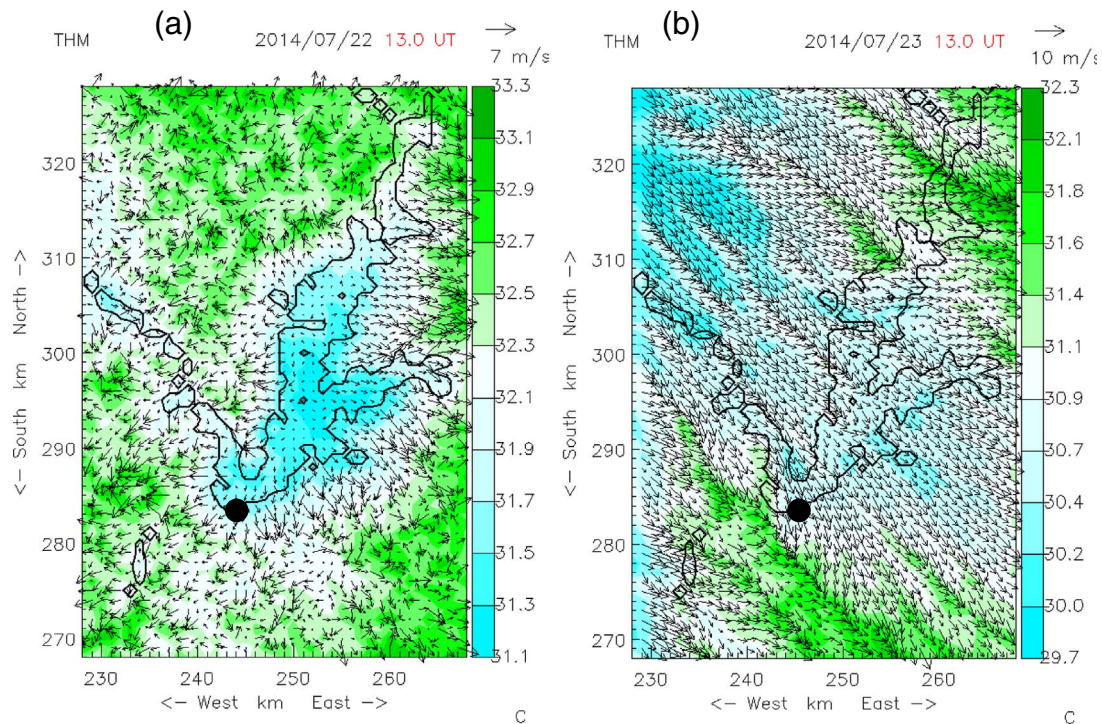 (a)
THM 2014/07/22 13.0 UT
7 m/s
33.3
33.1
32.9
32.7
32.5
32.3
32.1
31.9
31.7
31.5
31.3
31.1
320
310
300
290
280
270
<- South km North ->
230 240 250 260
<- West km East ->
C
(b)
THM 2014/07/23 13.0 UT
10 m/s
32.3
32.1
31.8
31.6
31.4
31.1
30.9
30.7
30.4
30.2
30.0
29.7
320
310
300
290
280
270
<- South km North ->
230 240 250 260
<- West km East ->
C